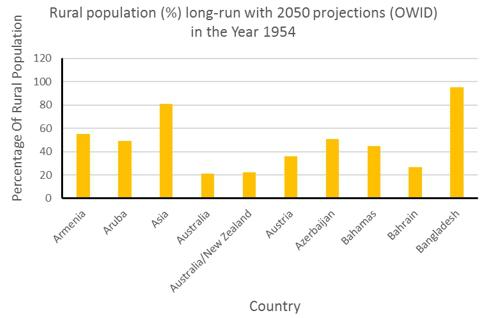 Rural population (%) long-run with 2050 projections (OWID)
in the Year 1954
Percentage Of Rural Population
120
100
80
60
40
20
0
Armenia
Aruba
Asia
Australia
Australia/New Zealand
Austria
Azerbaijan
Bahamas
Bahrain
Bangladesh
Country